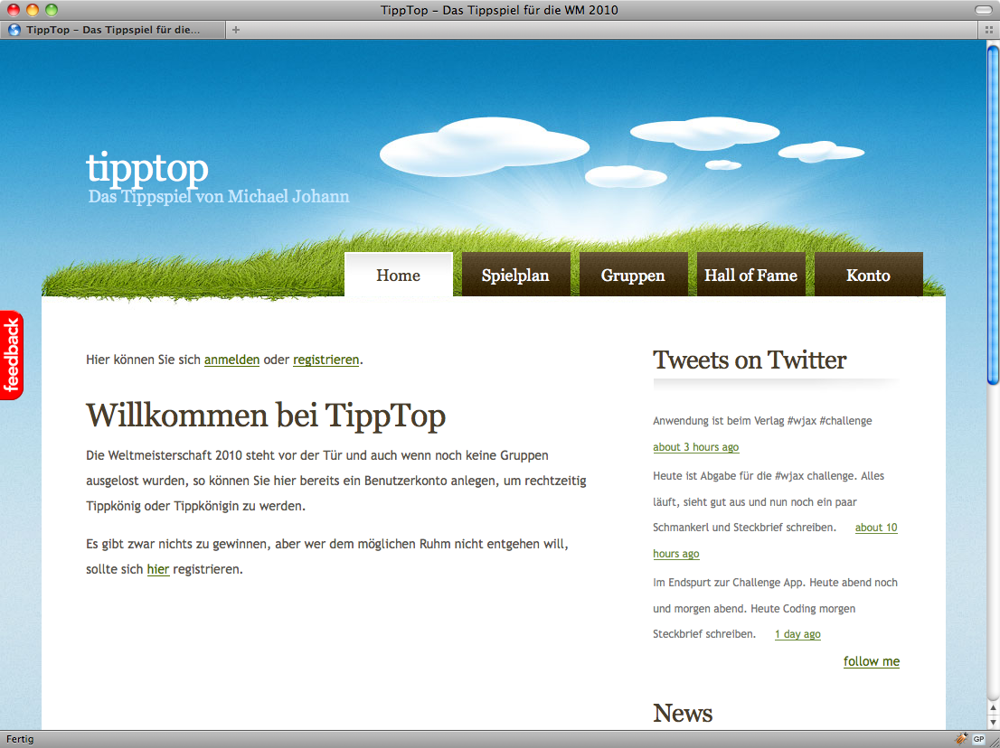 TippTop – Das Tippspiel für die WM 2010
TippTop – Das Tippspiel für die...
tipptop
Das Tippspiel von Michael Johann
Home
Spielplan
Gruppen
Hall of Fame
Konto
feedback
Hier können Sie sich anmelden oder registrieren.
Willkommen bei TippTop
Die Weltmeisterschaft 2010 steht vor der Tür und auch wenn noch keine Gruppen
ausgelost wurden, so können Sie hier bereits ein Benutzerkonto anlegen, um rechtzeitig
Tippkönig oder Tippkönigin zu werden.
Es gibt zwar nichts zu gewinnen, aber wer dem möglichen Ruhm nicht entgehen will,
sollte sich hier registrieren.
Tweets on Twitter
Anwendung ist beim Verlag #wjax #challenge
about 3 hours ago
Heute ist Abgabe für die #wjax challenge. Alles
läuft, sieht gut aus und nun noch ein paar
Schmankerl und Steckbrief schreiben. about 10
hours ago
Im Endspurt zur Challenge App. Heute abend noch
und morgen abend. Heute Coding morgen
Steckbrief schreiben. 1 day ago
follow me
News
Fertig
GP